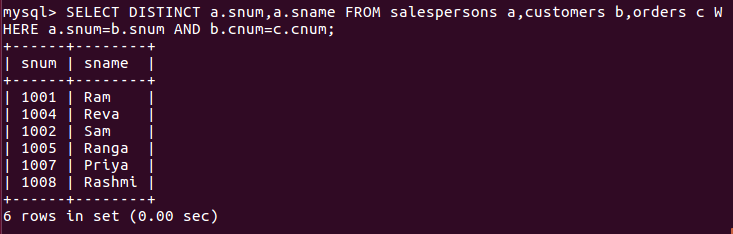 mysql> SELECT DISTINCT a.snum,a.sname FROM salespersons a,customers b,orders c W
HERE a.snum=b.snum AND b.cnum=c.cnum;
+------+--------+
| snum | sname  |
+------+--------+
| 1001 | Ram    |
| 1004 | Reva   |
| 1002 | Sam    |
| 1005 | Ranga  |
| 1007 | Priya  |
| 1008 | Rashmi |
+------+--------+
6 rows in set (0.00 sec)